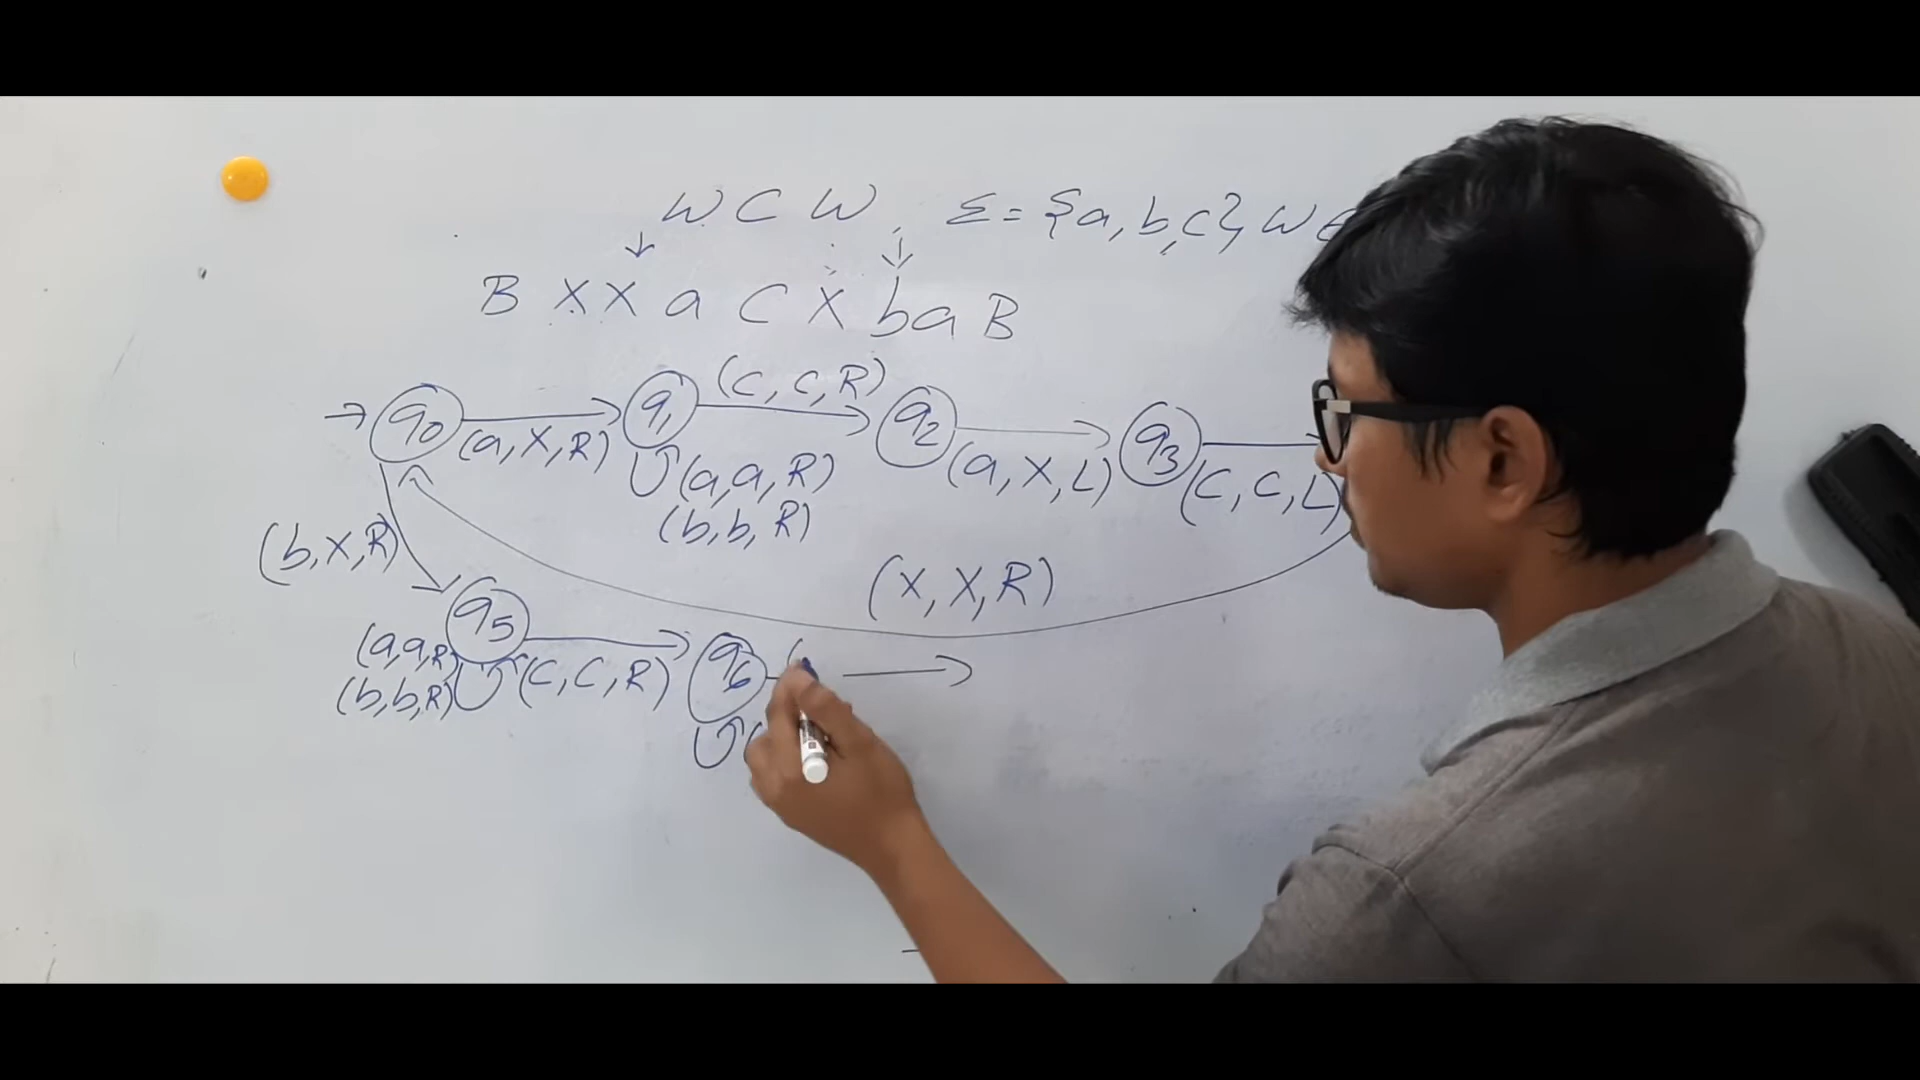 W C W , Σ = {a, b, c} W ∈
B X X a C X b a B
(C, C, R)
→ q0 q1 q2 q3
(a, X, R) (a, a, R) (a, X, L) (C, C, L)
(b, b, R)
(b, X, R) (X, X, R)
q5 q6
(a, a, R) (C, C, R)
(b, b, R)